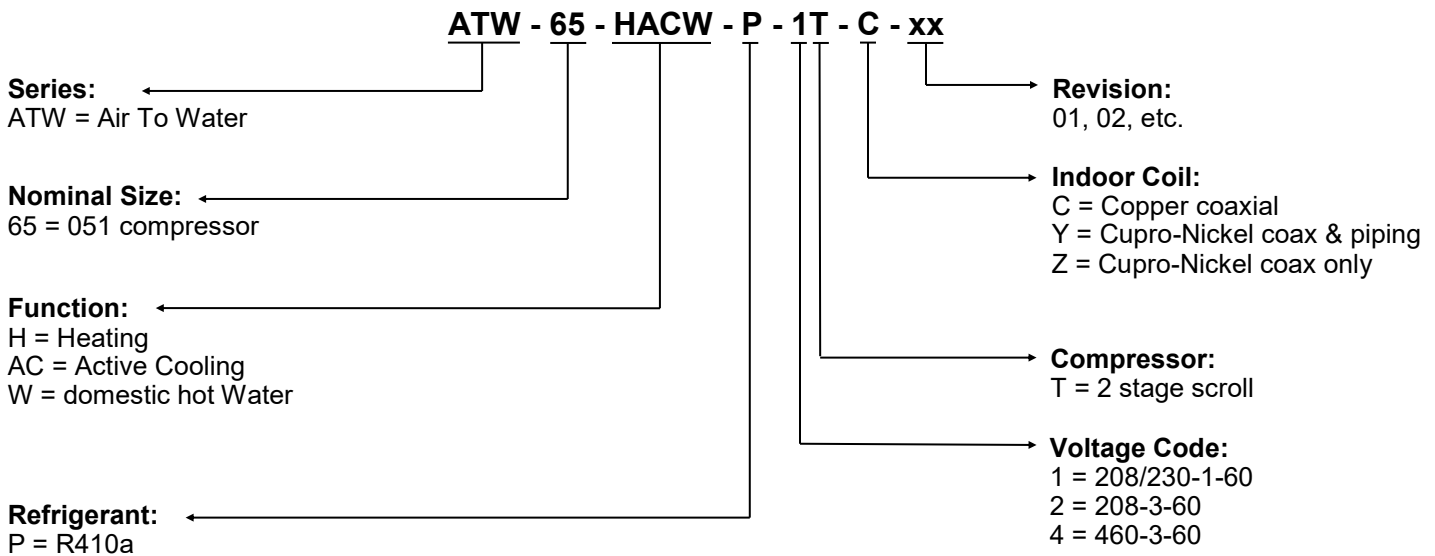 ATW - 65 - HACW - P - 1T - C - xx
Series:
ATW = Air To Water
Nominal Size:
65 = 051 compressor
Function:
H = Heating
AC = Active Cooling
W = domestic hot Water
Refrigerant:
P = R410a
Revision:
01, 02, etc.
Indoor Coil:
C = Copper coaxial
Y = Cupro-Nickel coax & piping
Z = Cupro-Nickel coax only
Compressor:
T = 2 stage scroll
Voltage Code:
1 = 208/230-1-60
2 = 208-3-60
4 = 460-3-60